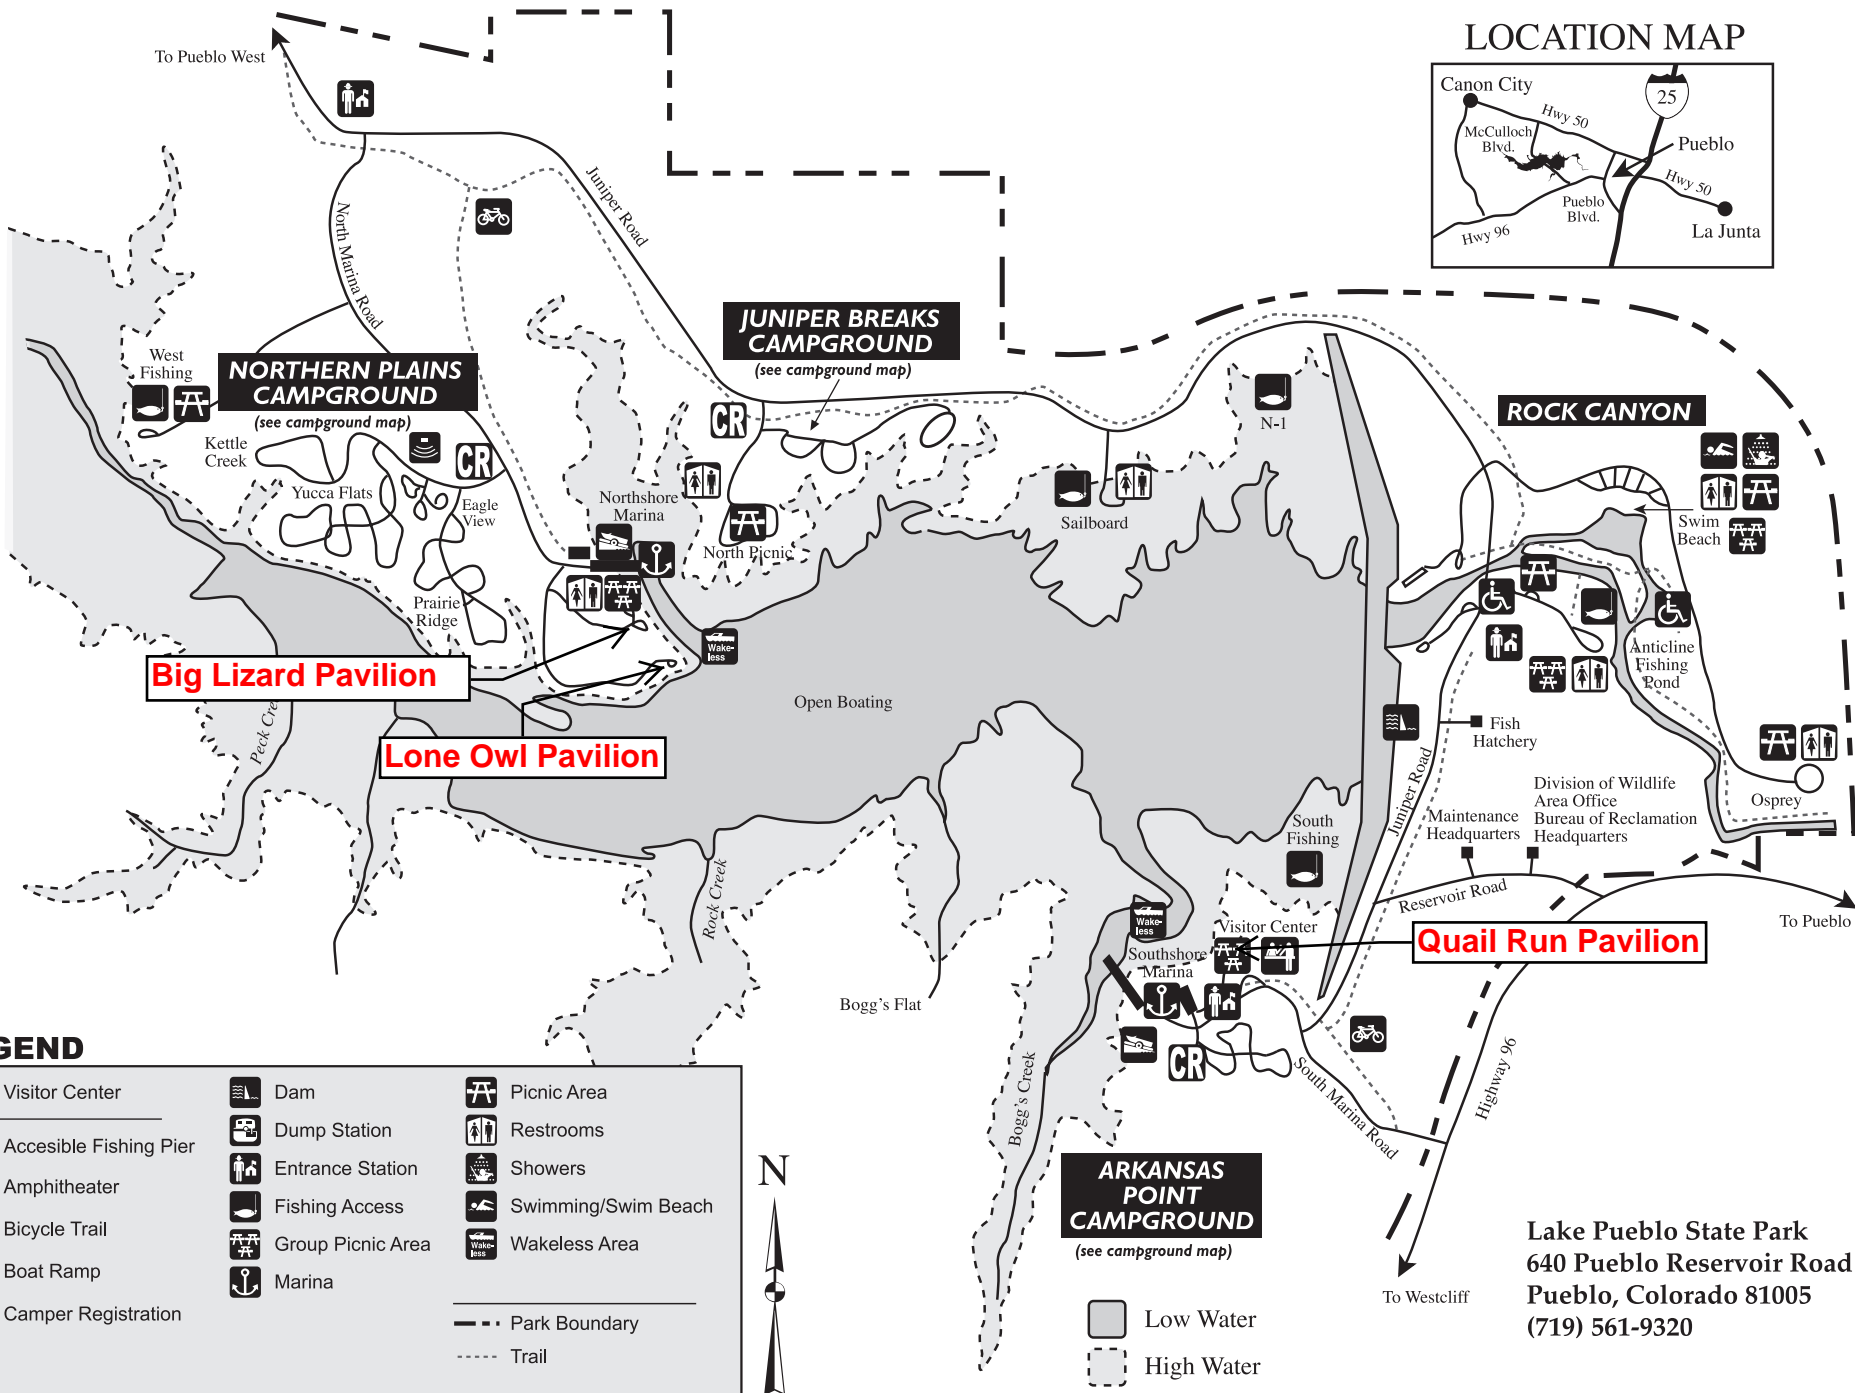 LOCATION MAP
Canon City
Hwy 50
25
McCulloch
Blvd.
Pueblo
Hwy 50
Pueblo
Blvd.
Hwy 96
La Junta
To Pueblo West
Juniper Road
North Marina Road
JUNIPER BREAKS
CAMPGROUND
(see campground map)
West
Fishing
NORTHERN PLAINS
CAMPGROUND
(see campground map)
Kettle
Creek
CR
CR
N-1
ROCK CANYON
Yucca Flats
Eagle
View
Northshore
Marina
North Picnic
Sailboard
Swim
Beach
Prairie
Ridge
Wake-
less
Anticline
Fishing
Pond
Big Lizard Pavilion
Peck Cree
Lone Owl Pavilion
Open Boating
Fish
Hatchery
Juniper Road
Division of Wildlife
Area Office
Bureau of Reclamation
Headquarters
Maintenance
Headquarters
Osprey
South
Fishing
Reservoir Road
To Pueblo
Rock Creek
Wake-
less
Visitor Center
Quail Run Pavilion
Southshore
Marina
Bogg's Flat
CR
Bogg's Creek
South Marina Road
Highway 96
GEND
Visitor Center
Accesible Fishing Pier
Amphitheater
Bicycle Trail
Boat Ramp
Camper Registration
Dam
Dump Station
Entrance Station
Fishing Access
Group Picnic Area
Marina
Picnic Area
Restrooms
Showers
Swimming/Swim Beach
Wake-
less
Wakeless Area
Park Boundary
Trail
N
ARKANSAS
POINT
CAMPGROUND
(see campground map)
Low Water
High Water
To Westcliff
Lake Pueblo State Park
640 Pueblo Reservoir Road
Pueblo, Colorado 81005
(719) 561-9320